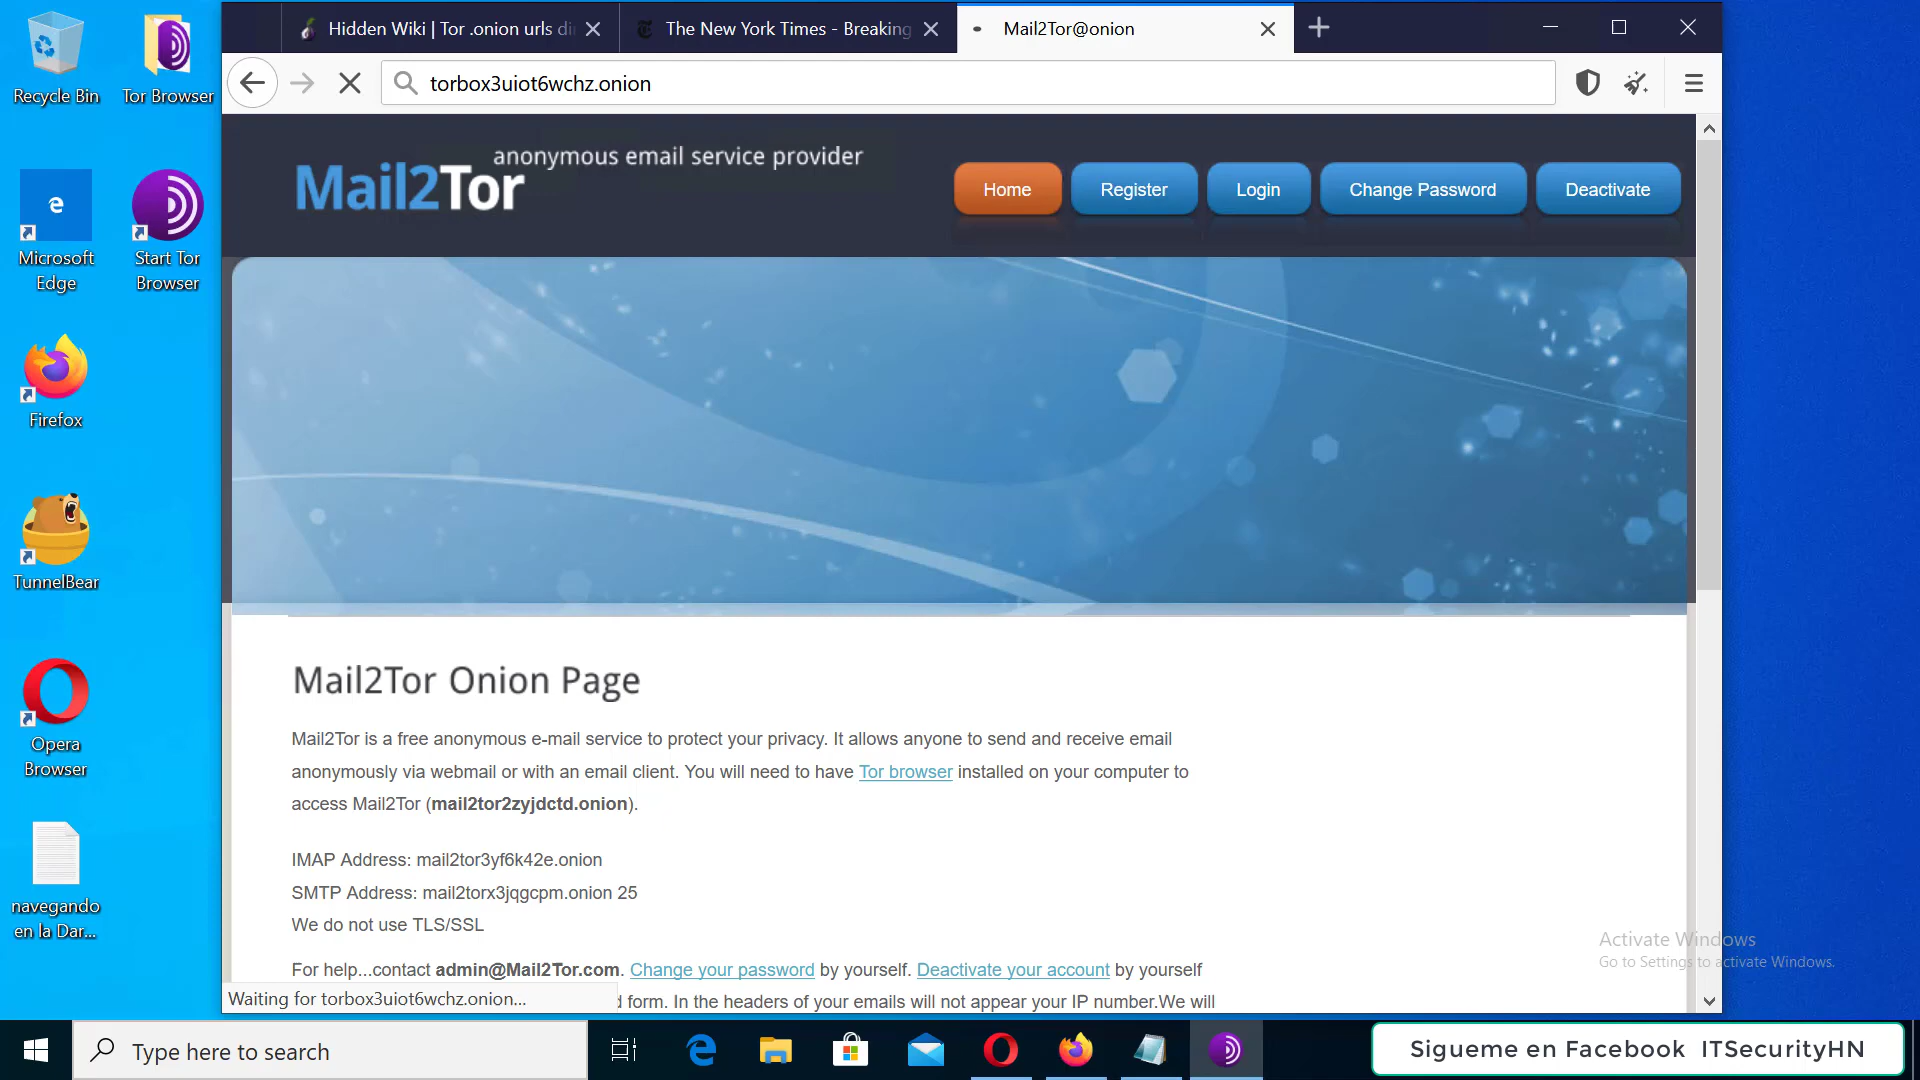 Recycle Bin
Tor Browser
Microsoft
Edge
Start Tor
Browser
Firefox
TunnelBear
Opera
Browser
navegando
en la Dar...
Hidden Wiki | Tor .onion urls di
The New York Times - Breaking
Mail2Tor@onion
torbox3uiot6wchz.onion
Mail2Tor
anonymous email service provider
Home
Register
Login
Change Password
Deactivate
Mail2Tor Onion Page
Mail2Tor is a free anonymous e-mail service to protect your privacy. It allows anyone to send and receive email
anonymously via webmail or with an email client. You will need to have Tor browser installed on your computer to
access Mail2Tor (mail2tor2zyjdctd.onion).
IMAP Address: mail2tor3yf6k42e.onion
SMTP Address: mail2torx3jqgcpm.onion 25
We do not use TLS/SSL
For help...contact admin@Mail2Tor.com. Change your password by yourself. Deactivate your account by yourself
form. In the headers of your emails will not appear your IP number.We will
Waiting for torbox3uiot6wchz.onion...
Activate Windows
Go to Settings to activate Windows.
Type here to search
Sigueme en Facebook ITSecurityHN